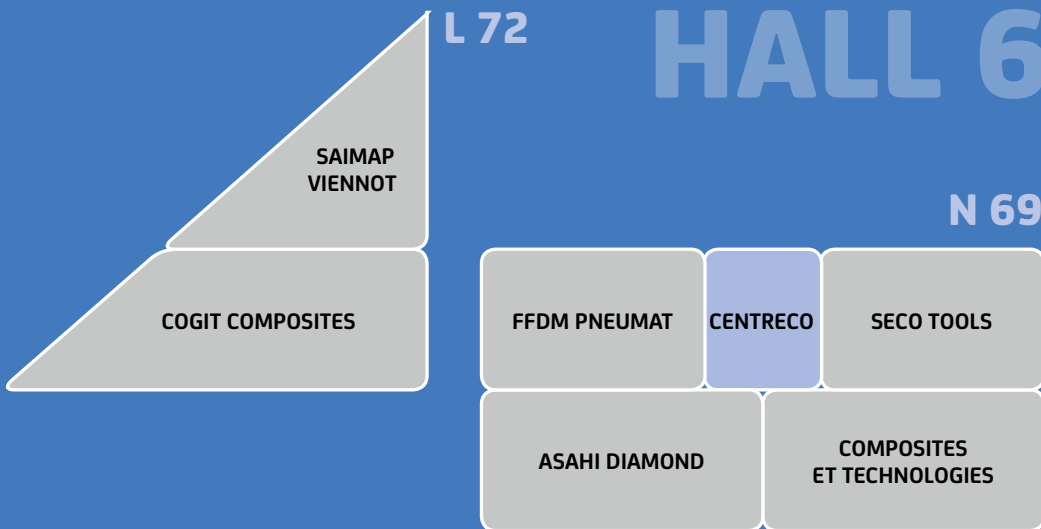 L 72
HALL 6
SAIMAP
VIENNOT
N 69
COGIT COMPOSITES
FFDM PNEUMAT
CENTRECO
SECO TOOLS
ASAHI DIAMOND
COMPOSITES
ET TECHNOLOGIES